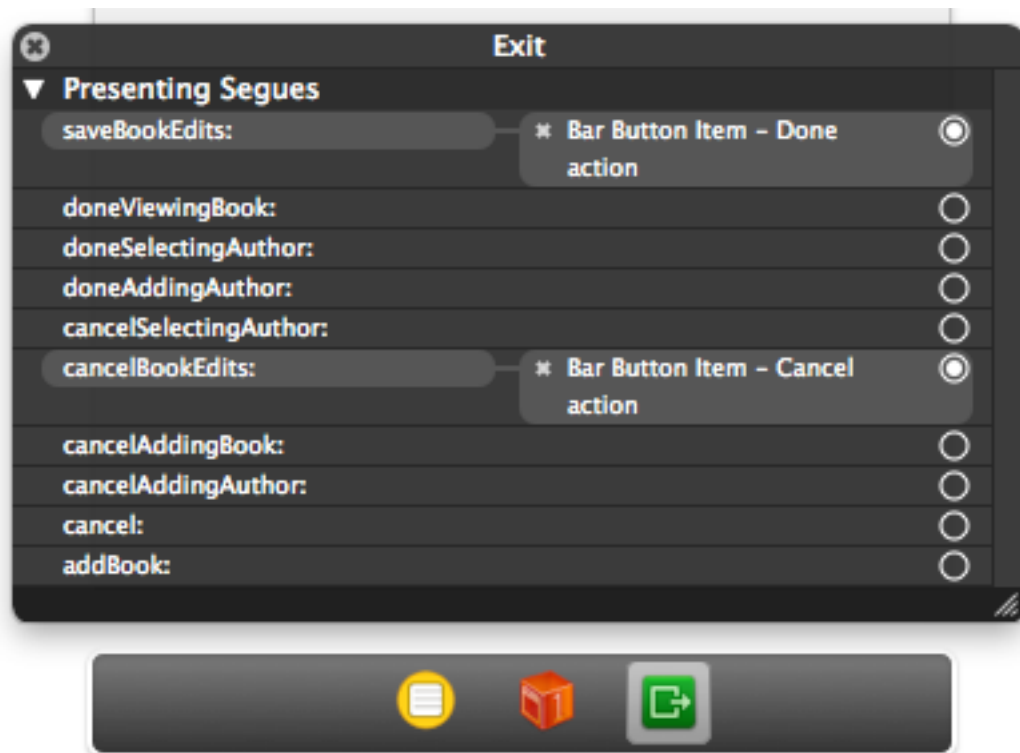 Exit
Presenting Segues
saveBookEdits:
Bar Button Item – Done
action
doneViewingBook:
doneSelectingAuthor:
doneAddingAuthor:
cancelSelectingAuthor:
cancelBookEdits:
Bar Button Item – Cancel
action
cancelAddingBook:
cancelAddingAuthor:
cancel:
addBook:
1